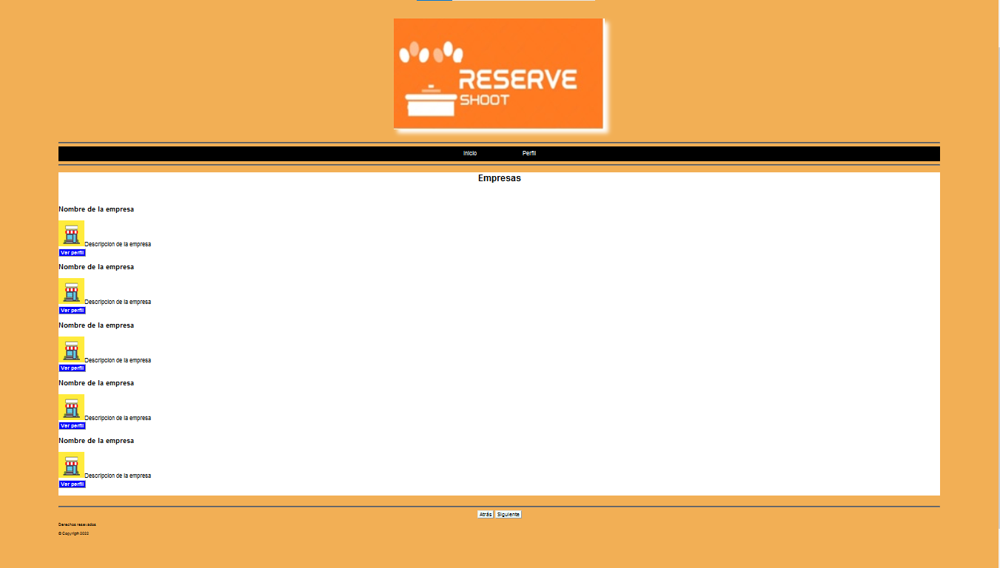 RESERVE
SHOOT
Inicio Perfil
Empresas
Nombre de la empresa
Descripcion de la empresa
Ver perfil
Nombre de la empresa
Descripcion de la empresa
Ver perfil
Nombre de la empresa
Descripcion de la empresa
Ver perfil
Nombre de la empresa
Descripcion de la empresa
Ver perfil
Nombre de la empresa
Descripcion de la empresa
Ver perfil
Atrás Siguiente
Derechos resevados
© Copyrigth 2022